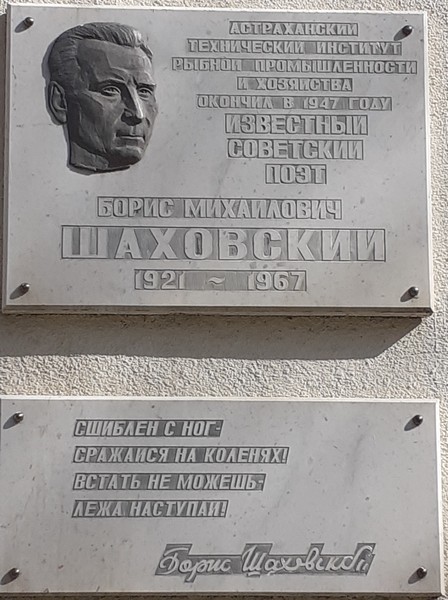 АСТРАХАНСКИЙ
ТЕХНИЧЕСКИЙ ИНСТИТУТ
РЫБНОЙ ПРОМЫШЛЕННОСТИ
И ХОЗЯЙСТВА
ОКОНЧИЛ В 1947 ГОДУ
ИЗВЕСТНЫЙ
СОВЕТСКИЙ
ПОЭТ
БОРИС МИХАЙЛОВИЧ
ШАХОВСКИЙ
1921 ~ 1967
СШИБЛЕН С НОГ-
СРАЖАЙСЯ НА КОЛЕНЯХ!
ВСТАТЬ НЕ МОЖЕШЬ-
ЛЁЖА НАСТУПАЙ!
Борис Шаховской